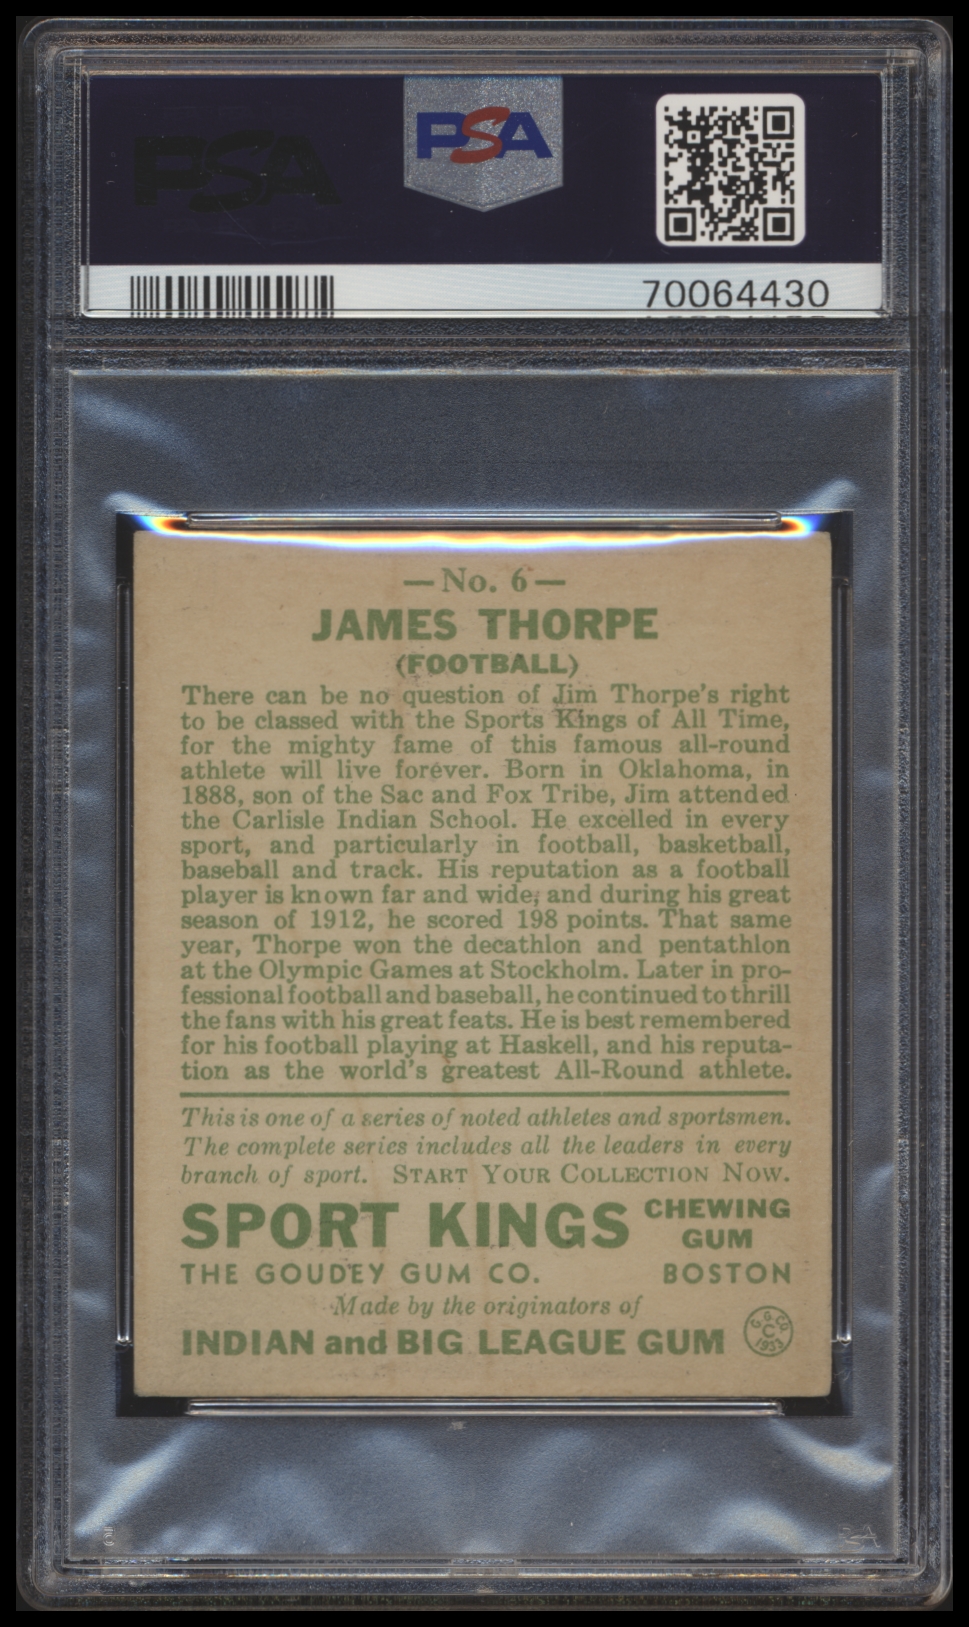 PSA
PSA
70064430
—No. 6—
JAMES THORPE
(FOOTBALL)
There can be no question of Jim Thorpe's right
to be classed with the Sports Kings of All Time,
for the mighty fame of this famous all-round
athlete will live forever. Born in Oklahoma, in
1888, son of the Sac and Fox Tribe, Jim attended
the Carlisle Indian School. He excelled in every
sport, and particularly in football, basketball,
baseball and track. His reputation as a football
player is known far and wide, and during his great
season of 1912, he scored 198 points. That same
year, Thorpe won the decathlon and pentathlon
at the Olympic Games at Stockholm. Later in pro-
fessional football and baseball, he continued to thrill
the fans with his great feats. He is best remembered
for his football playing at Haskell, and his reputa-
tion as the world's greatest All-Round athlete.
This is one of a series of noted athletes and sportsmen.
The complete series includes all the leaders in every
branch of sport. START YOUR COLLECTION NOW.
SPORT KINGS CHEWING GUM
THE GOUDEY GUM CO. BOSTON
Made by the originators of
INDIAN and BIG LEAGUE GUM
G. G. CO.
C
1933
PSA